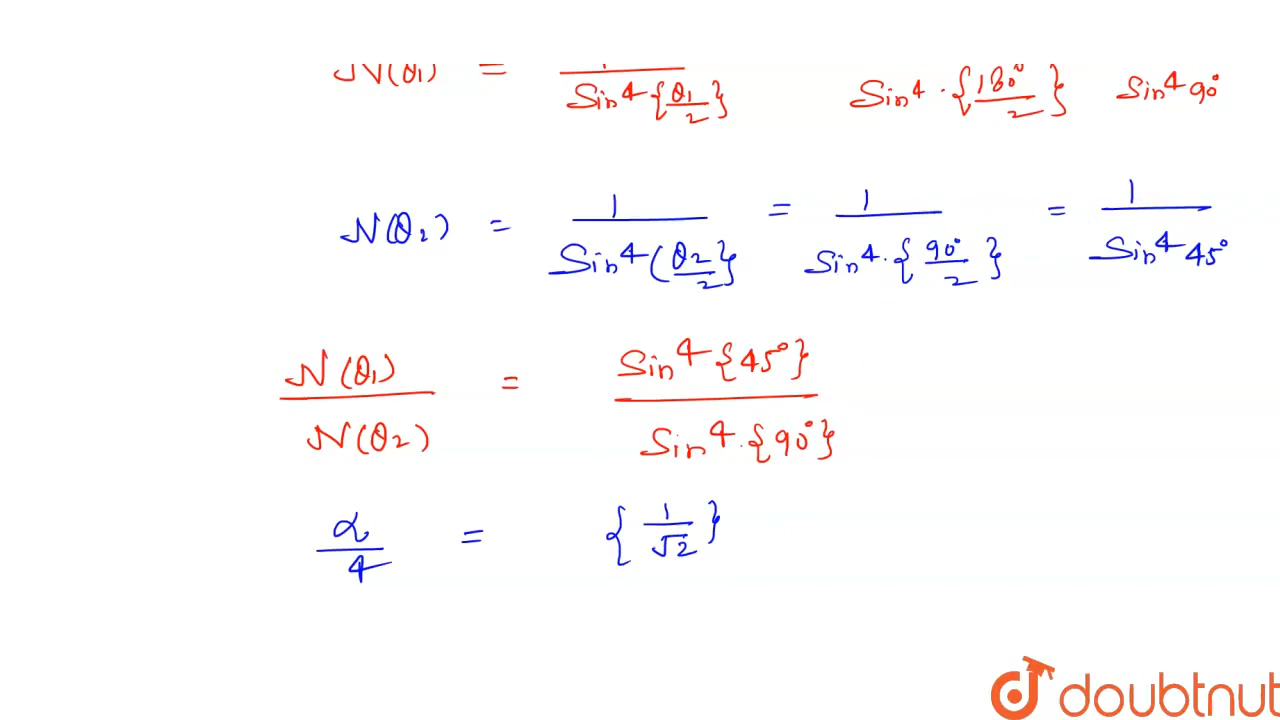 N(θ1) = 1/Sin⁴{θ1/2} Sin⁴·{180°/2} Sin⁴90°
N(θ2) = 1/Sin⁴(θ2/2} = 1/Sin⁴·{90°/2} = 1/Sin⁴45°
N(θ1)/N(θ2) = Sin⁴{45°}/Sin⁴·{90°}
α/4 = {1/√2}
doubtnut